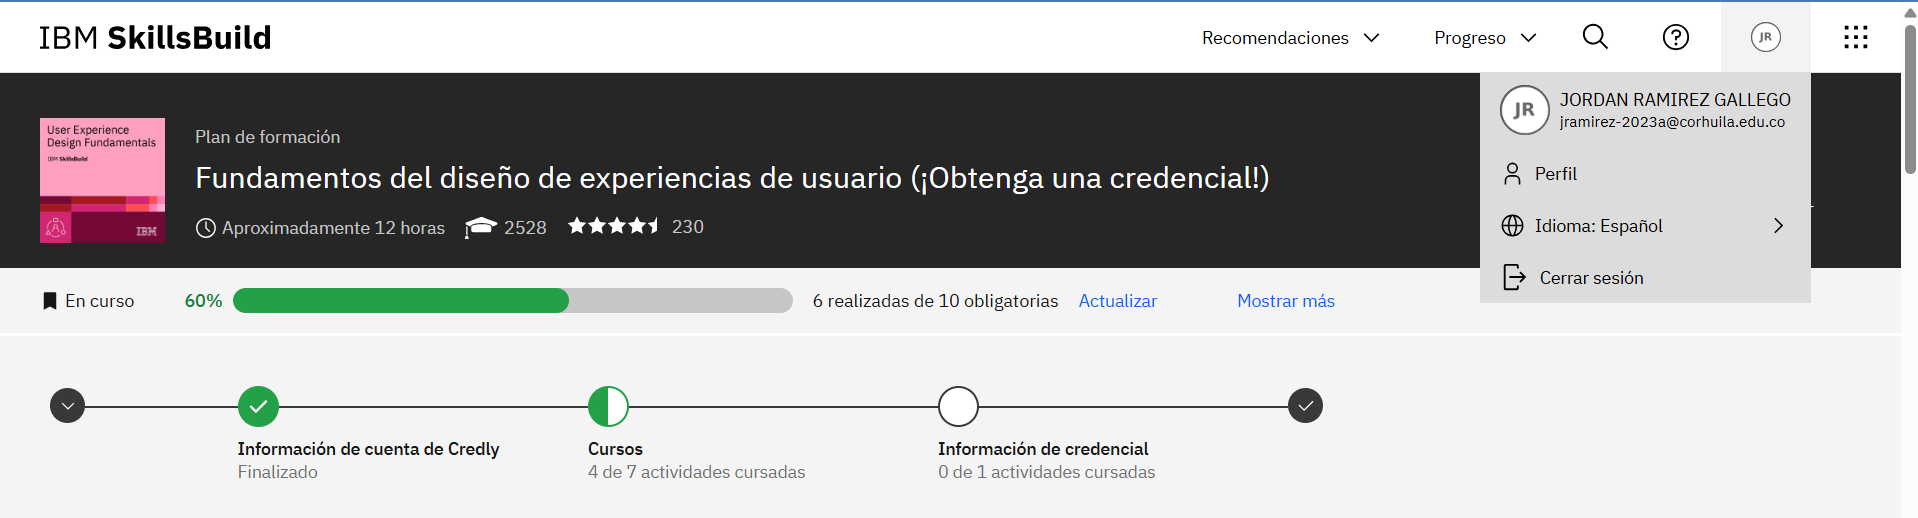 IBM SkillsBuild
Recomendaciones
Progreso
JR
JR
JORDAN RAMIREZ GALLEGO
jramirez-2023a@corhuila.edu.co
Perfil
Idioma: Español
Cerrar sesión
User Experience
Design Fundamentals
IBM SkillsBuild
IBM
Plan de formación
Fundamentos del diseño de experiencias de usuario (¡Obtenga una credencial!)
Aproximadamente 12 horas 2528 230
En curso 60% 6 realizadas de 10 obligatorias Actualizar Mostrar más
Información de cuenta de Credly
Finalizado
Cursos
4 de 7 actividades cursadas
Información de credencial
0 de 1 actividades cursadas